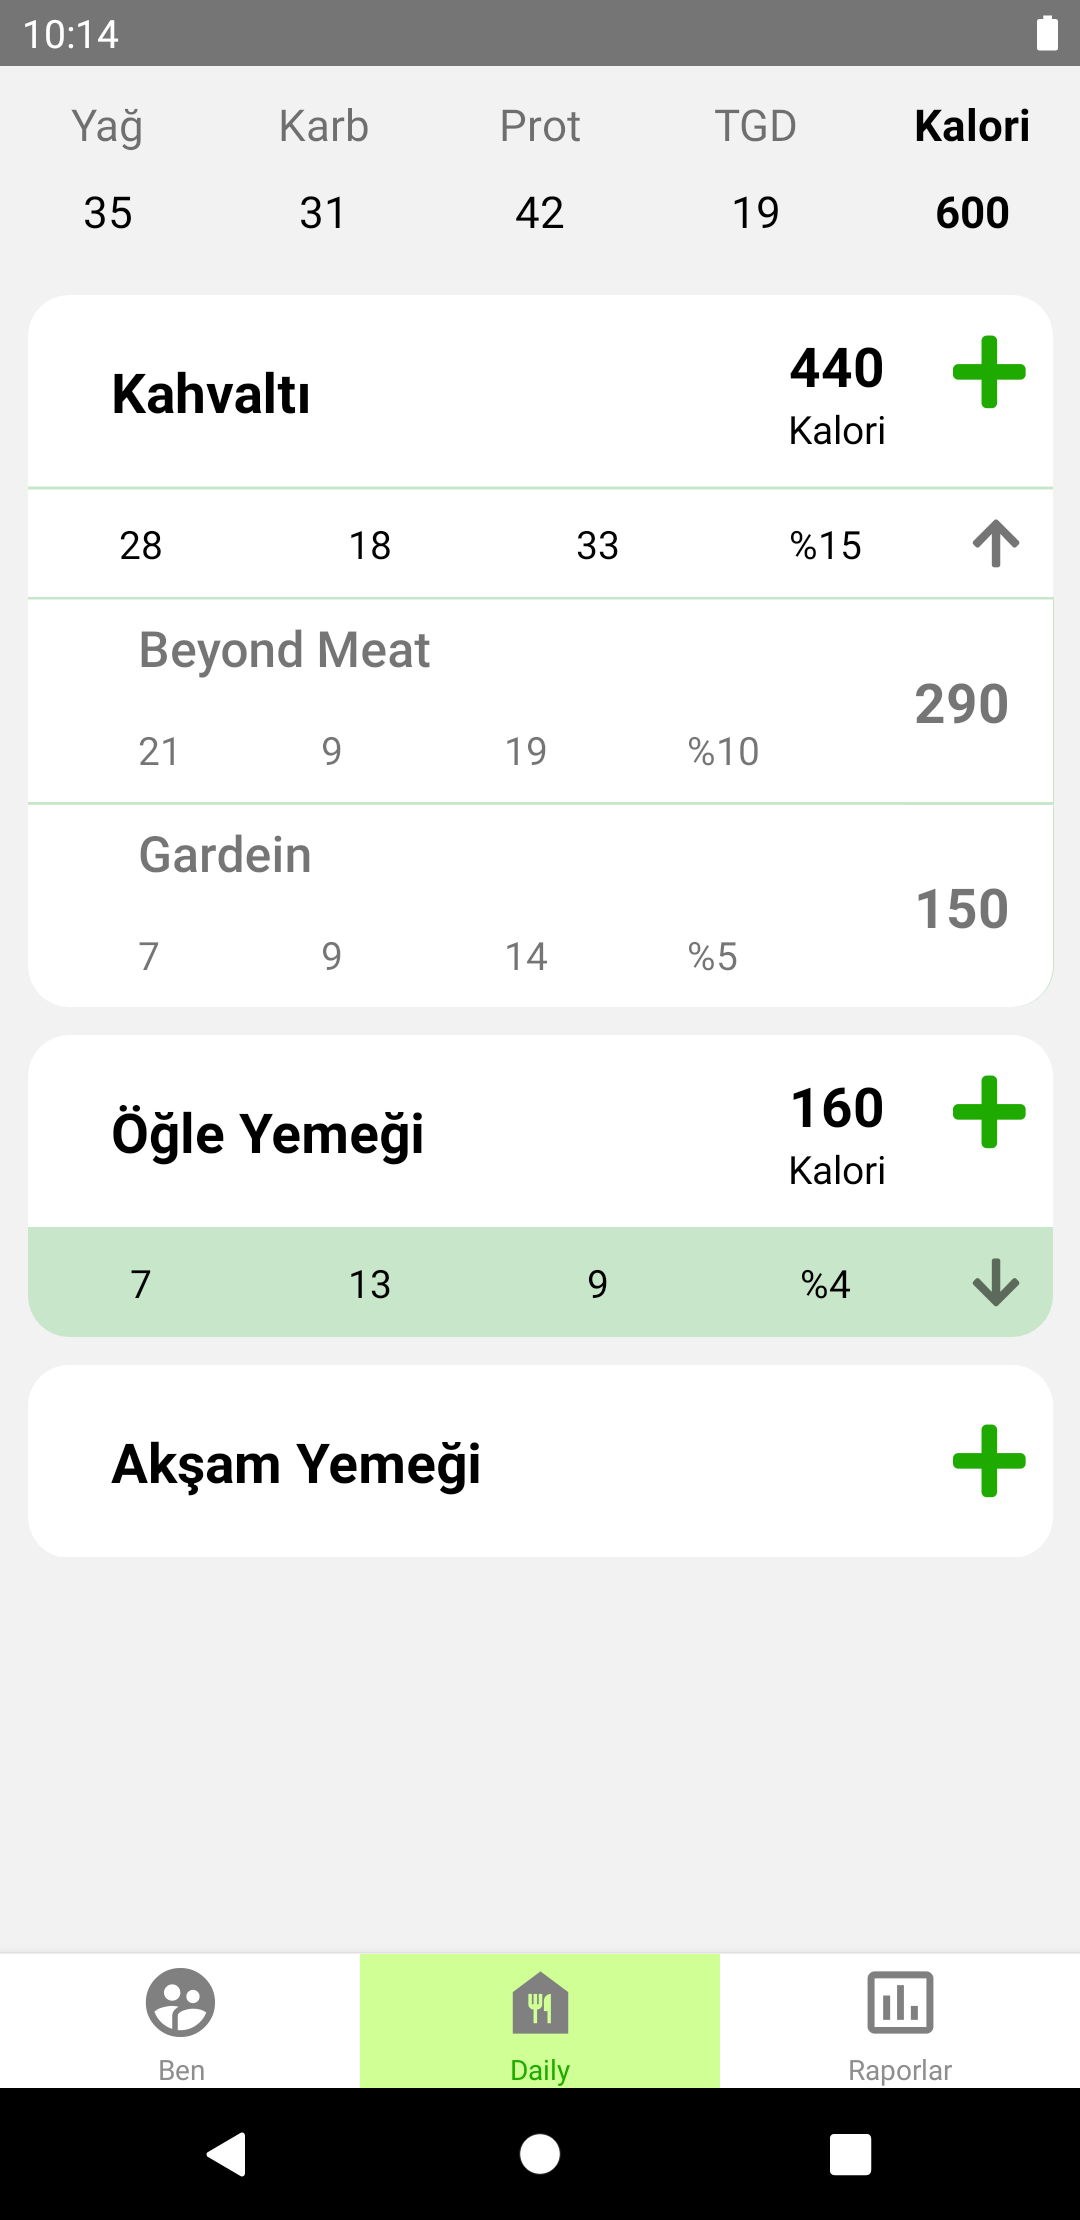 10:14
Yağ Karb Prot TGD Kalori
35 31 42 19 600
Kahvaltı 440 Kalori
28 18 33 %15
Beyond Meat 290
21 9 19 %10
Gardein 150
7 9 14 %5
Öğle Yemeği 160 Kalori
7 13 9 %4
Akşam Yemeği
Ben Daily Raporlar